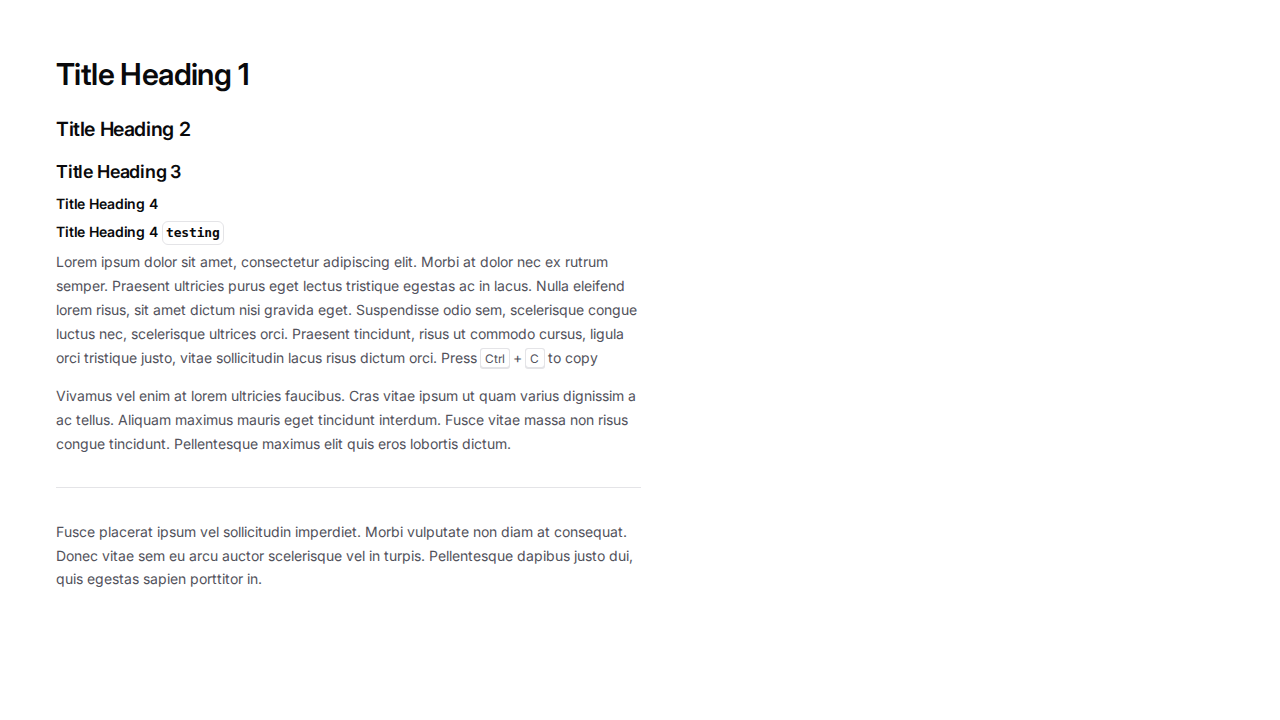 Title Heading 1
Title Heading 2
Title Heading 3
Title Heading 4
Title Heading 4 testing
Lorem ipsum dolor sit amet, consectetur adipiscing elit. Morbi at dolor nec ex rutrum
semper. Praesent ultricies purus eget lectus tristique egestas ac in lacus. Nulla eleifend
lorem risus, sit amet dictum nisi gravida eget. Suspendisse odio sem, scelerisque congue
luctus nec, scelerisque ultrices orci. Praesent tincidunt, risus ut commodo cursus, ligula
orci tristique justo, vitae sollicitudin lacus risus dictum orci. Press Ctrl + C to copy
Vivamus vel enim at lorem ultricies faucibus. Cras vitae ipsum ut quam varius dignissim a
ac tellus. Aliquam maximus mauris eget tincidunt interdum. Fusce vitae massa non risus
congue tincidunt. Pellentesque maximus elit quis eros lobortis dictum.
Fusce placerat ipsum vel sollicitudin imperdiet. Morbi vulputate non diam at consequat.
Donec vitae sem eu arcu auctor scelerisque vel in turpis. Pellentesque dapibus justo dui,
quis egestas sapien porttitor in.